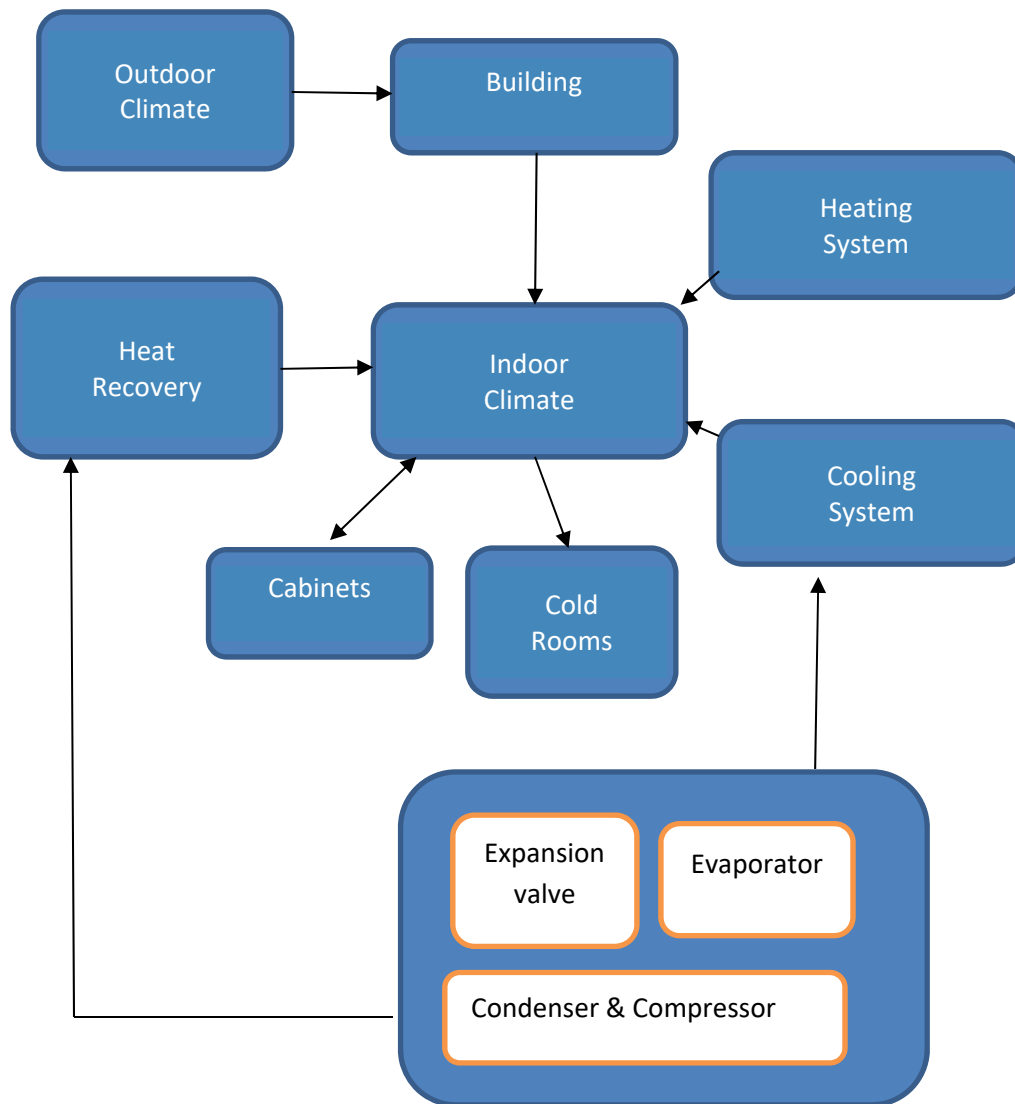 Outdoor
Climate
Building
Heating
System
Heat
Recovery
Indoor
Climate
Cooling
System
Cabinets
Cold
Rooms
Expansion
valve
Evaporator
Condenser & Compressor